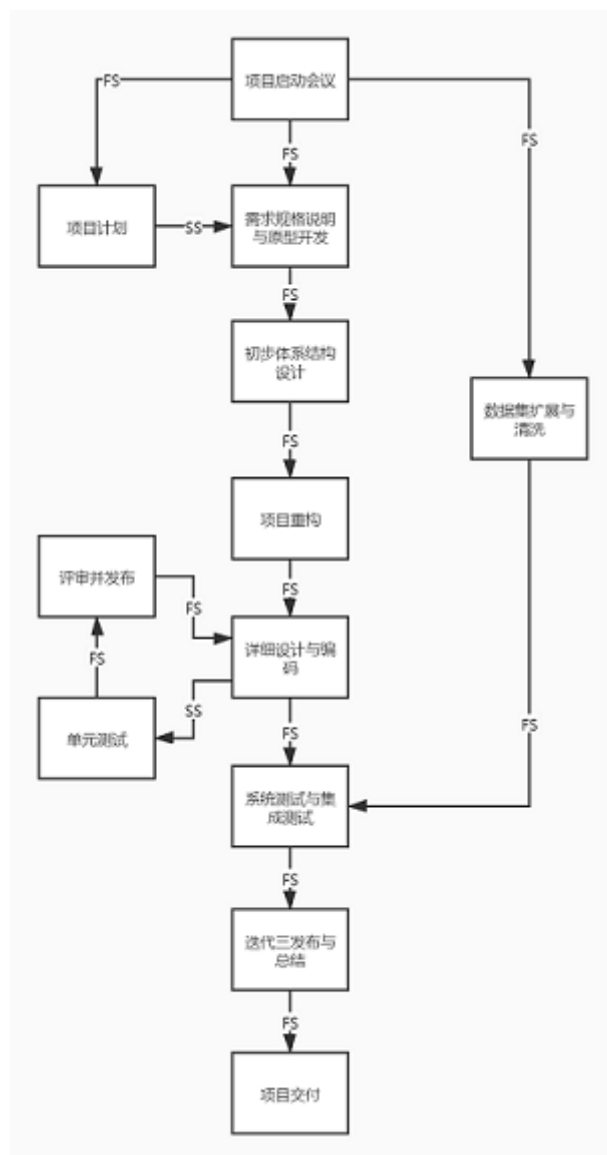 项目启动会议
FS
FS
FS
项目计划
SS
需求规格说明
与原型开发
FS
初步体系结构
设计
数据集扩展与
清洗
FS
项目重构
评审并发布
FS
FS
详细设计与编
码
FS
SS
单元测试
FS
FS
系统测试与集
成测试
FS
迭代三发布与
总结
FS
项目交付